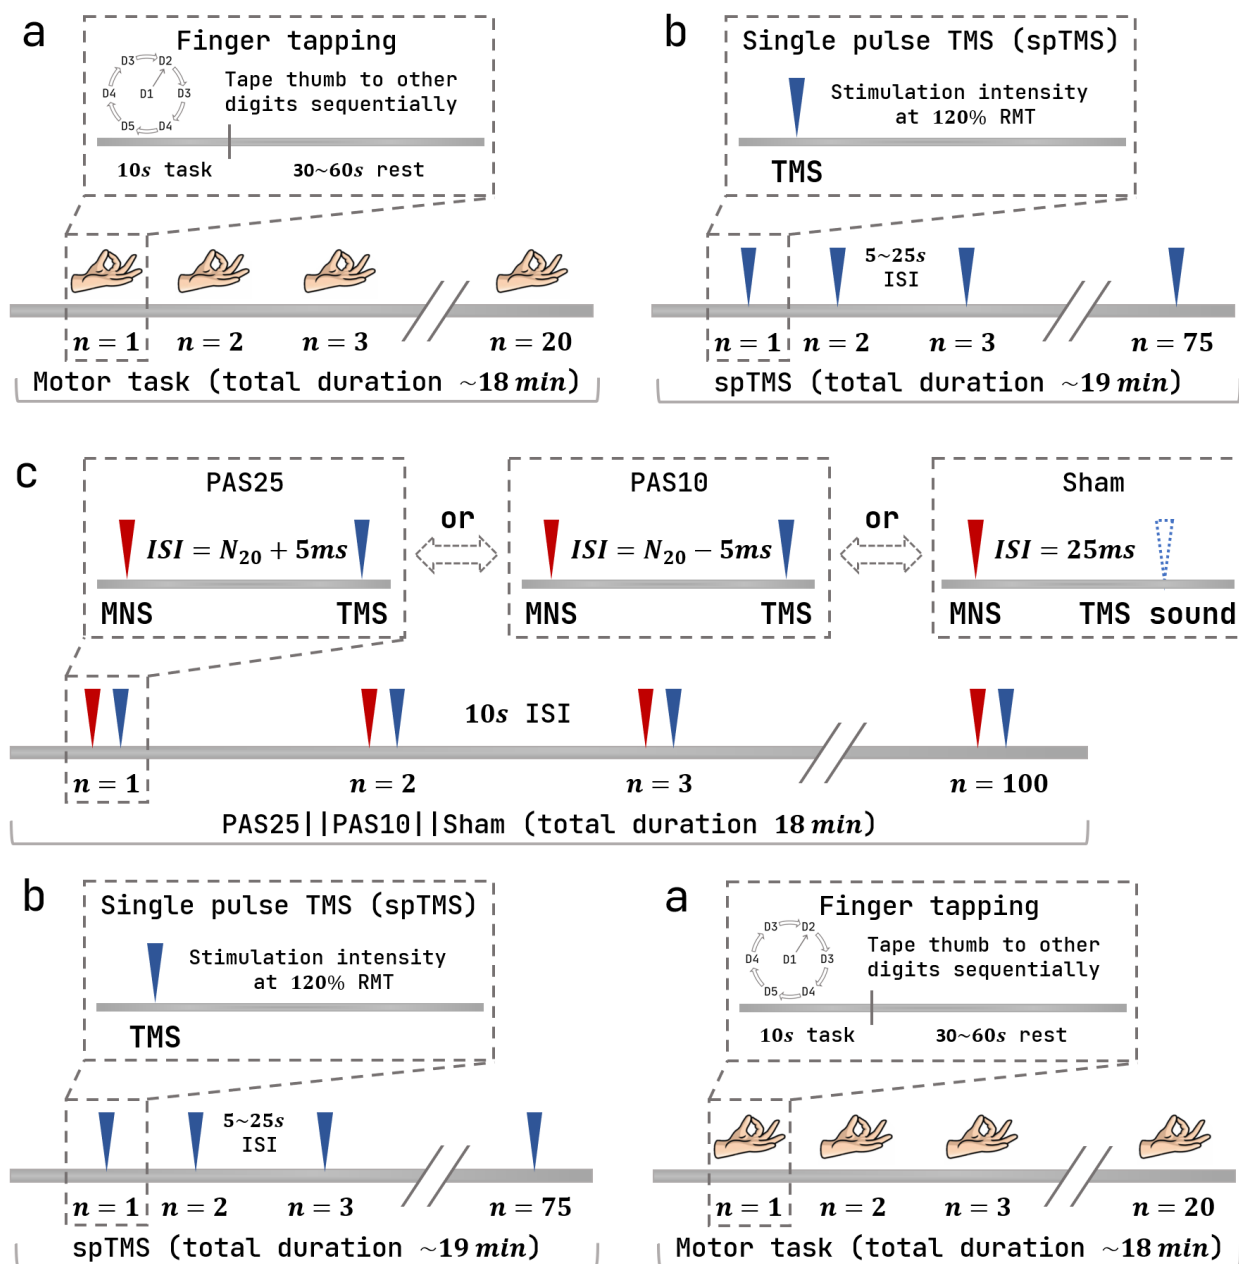 a
Finger tapping
D3 D2
D4 D1 D3
D5 D4
Tape thumb to other
digits sequentially
10s task
30~60s rest
n = 1
n = 2
n = 3
n = 20
Motor task (total duration ~18 min)
b
Single pulse TMS (spTMS)
Stimulation intensity
at 120% RMT
TMS
5~25s
ISI
n = 1
n = 2
n = 3
n = 75
spTMS (total duration ~19 min)
c
PAS25
ISI = N20 + 5ms
MNS
TMS
or
PAS10
ISI = N20 − 5ms
MNS
TMS
or
Sham
ISI = 25ms
MNS
TMS sound
10s ISI
n = 1
n = 2
n = 3
n = 100
PAS25||PAS10||Sham (total duration 18 min)
b
Single pulse TMS (spTMS)
Stimulation intensity
at 120% RMT
TMS
5~25s
ISI
n = 1
n = 2
n = 3
n = 75
spTMS (total duration ~19 min)
a
Finger tapping
D3 D2
D4 D1 D3
D5 D4
Tape thumb to other
digits sequentially
10s task
30~60s rest
n = 1
n = 2
n = 3
n = 20
Motor task (total duration ~18 min)